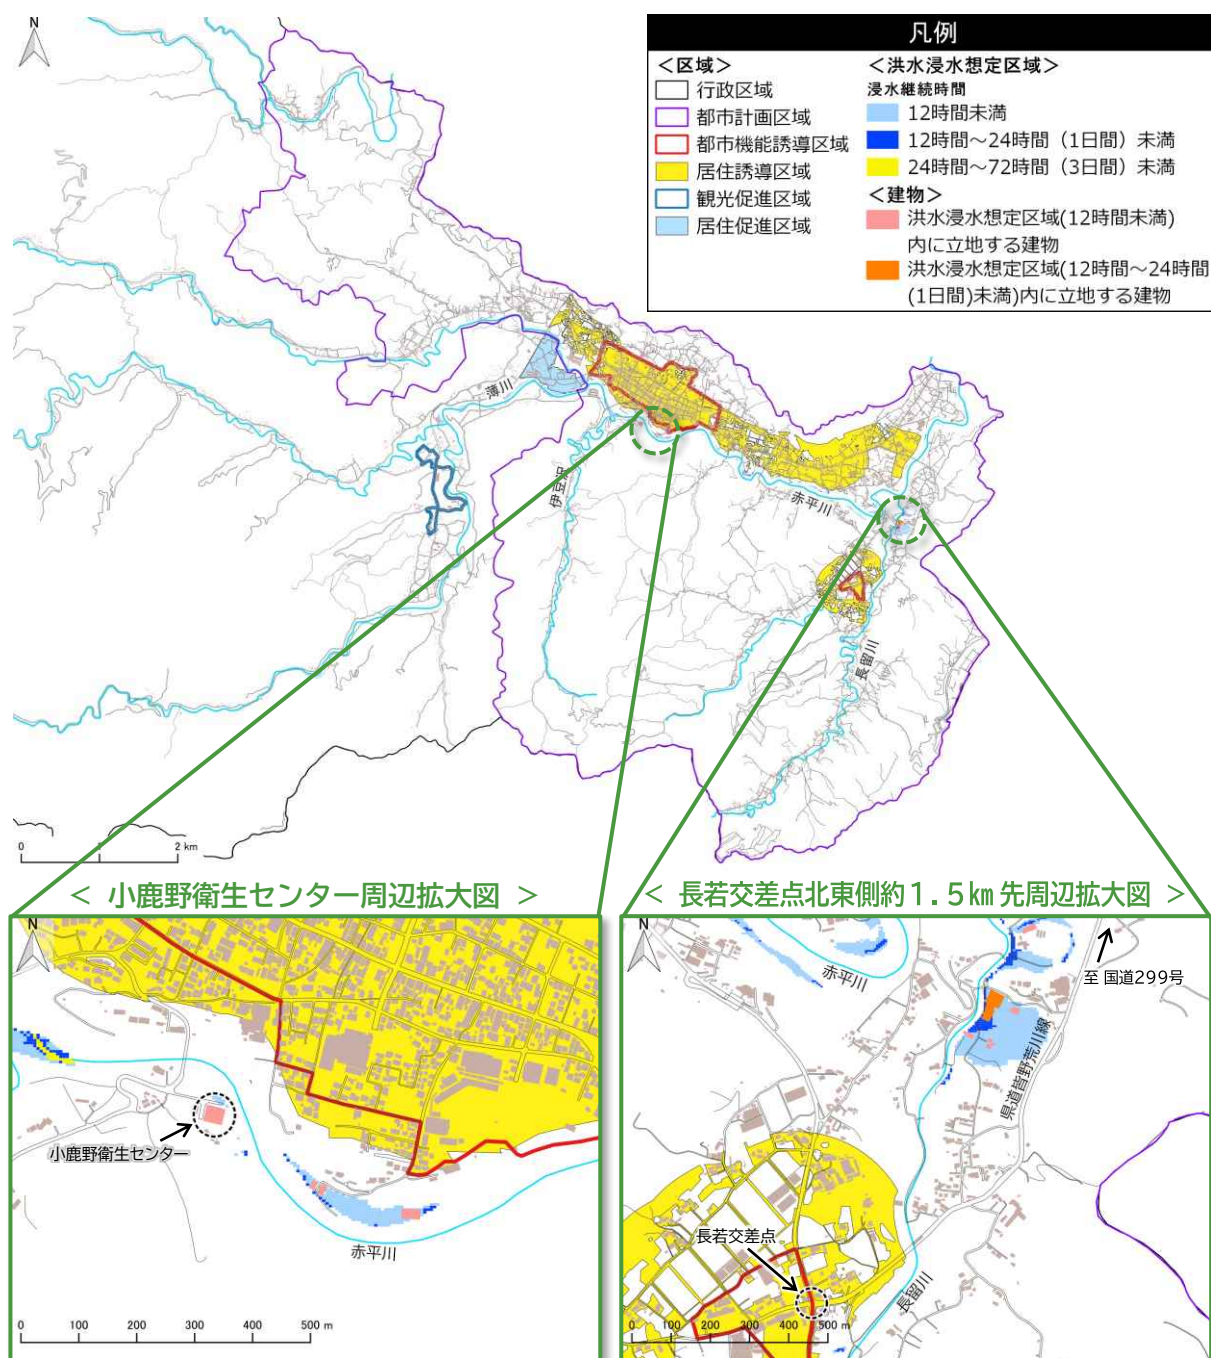 N
凡例
＜区域＞
行政区域
都市計画区域
都市機能誘導区域
居住誘導区域
観光促進区域
居住促進区域
＜洪水浸水想定区域＞
浸水継続時間
12時間未満
12時間～24時間（1日間）未満
24時間～72時間（3日間）未満
＜建物＞
洪水浸水想定区域(12時間未満)
内に立地する建物
洪水浸水想定区域(12時間～24時間
(1日間)未満)内に立地する建物
薄川
伊豆沢
赤平川
長留川
0 1 2 km
＜ 小鹿野衛生センター周辺拡大図 ＞
N
小鹿野衛生センター
赤平川
0 100 200 300 400 500 m
＜ 長若交差点北東側約１.５㎞先周辺拡大図 ＞
N
赤平川
至 国道299号
県道皆野荒川線
長若交差点
長留川
0 100 200 300 400 500 m